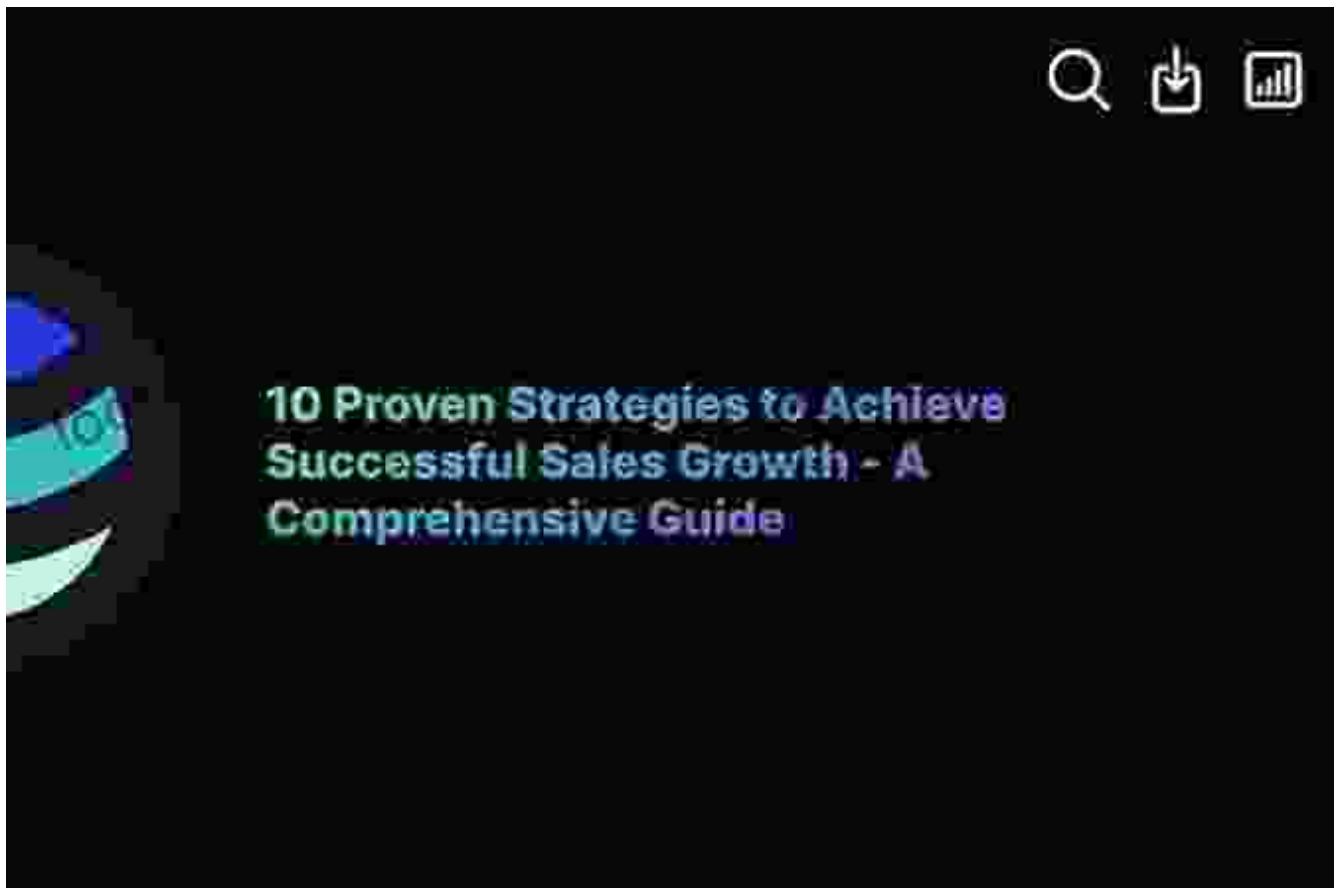 10 Proven Strategies to Achieve
Successful Sales Growth - A
Comprehensive Guide